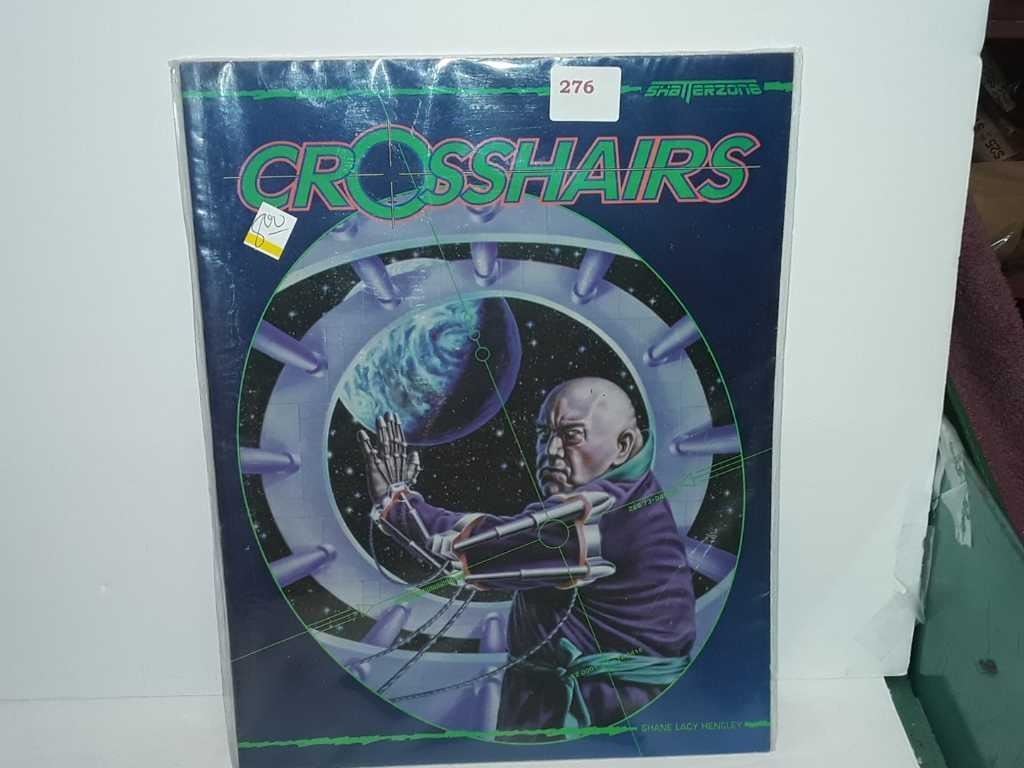 276
SHATTERZONE
CROSSHAIRS
SHANE LACY HENSLEY